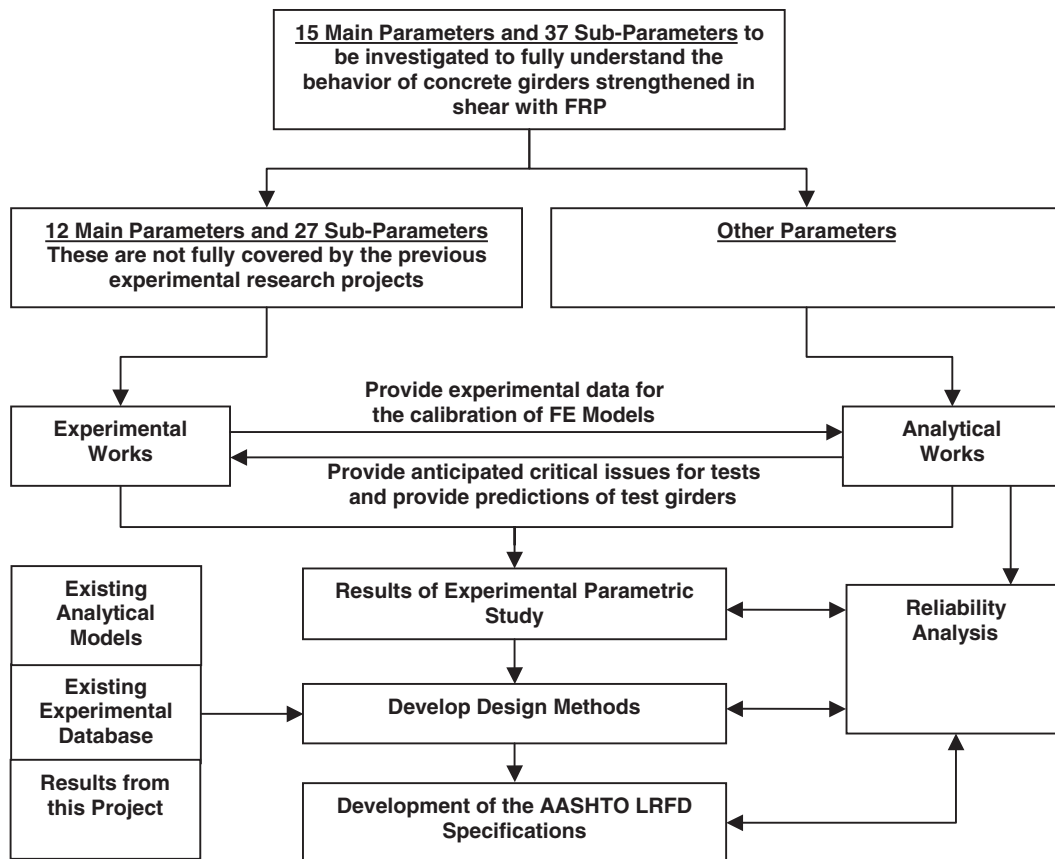 15 Main Parameters and 37 Sub-Parameters to
be investigated to fully understand the
behavior of concrete girders strengthened in
shear with FRP
12 Main Parameters and 27 Sub-Parameters
These are not fully covered by the previous
experimental research projects
Other Parameters
Experimental
Works
Provide experimental data for
the calibration of FE Models
Provide anticipated critical issues for tests
and provide predictions of test girders
Analytical
Works
Existing
Analytical
Models
Existing
Experimental
Database
Results from
this Project
Results of Experimental Parametric
Study
Develop Design Methods
Development of the AASHTO LRFD
Specifications
Reliability
Analysis